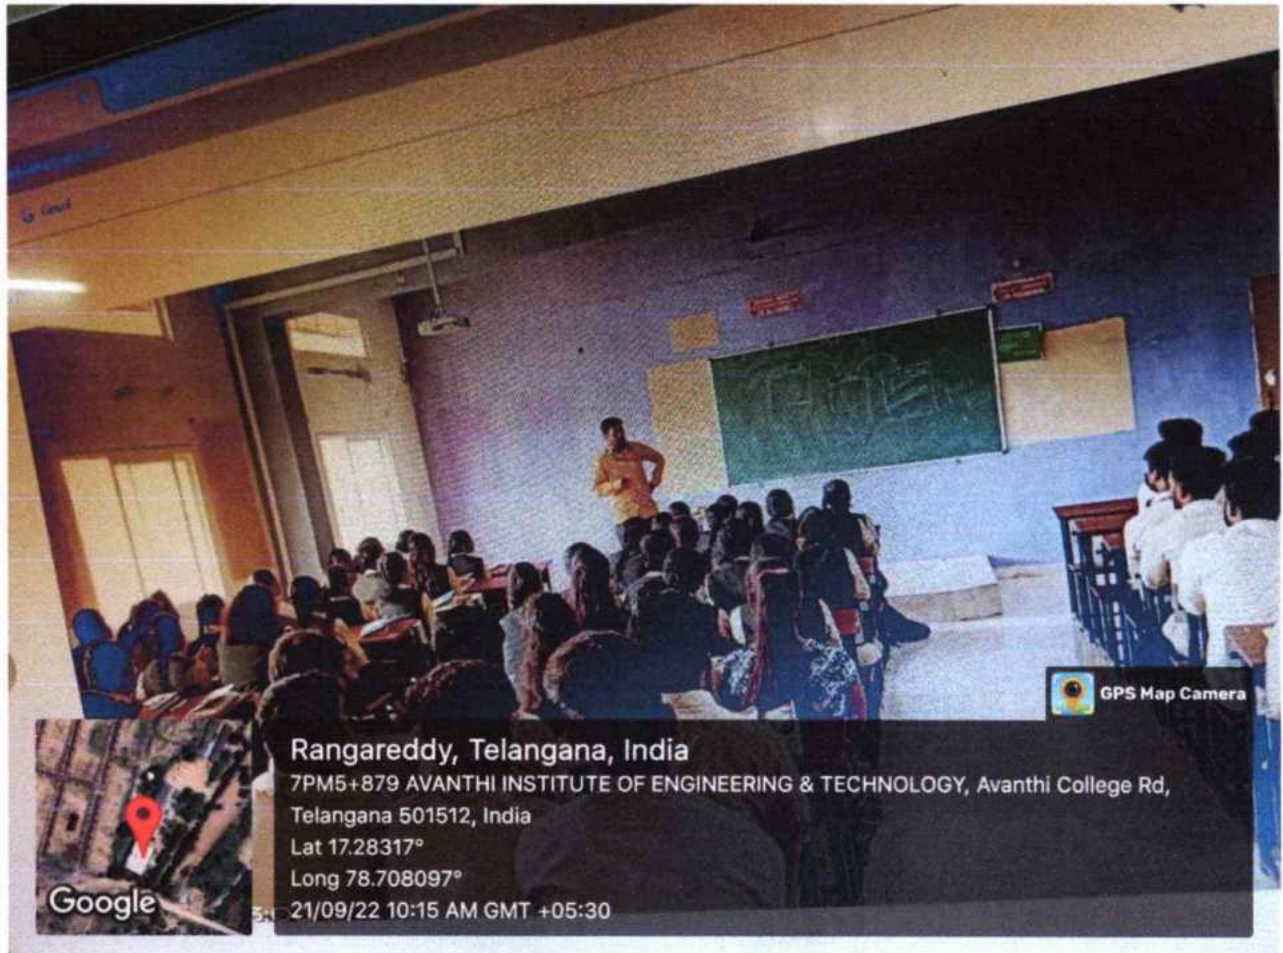 GPS Map Camera
Rangareddy, Telangana, India
7PM5+879 AVANTHI INSTITUTE OF ENGINEERING & TECHNOLOGY, Avanthi College Rd,
Telangana 501512, India
Lat 17.28317°
Long 78.708097°
21/09/22 10:15 AM GMT +05:30
Google